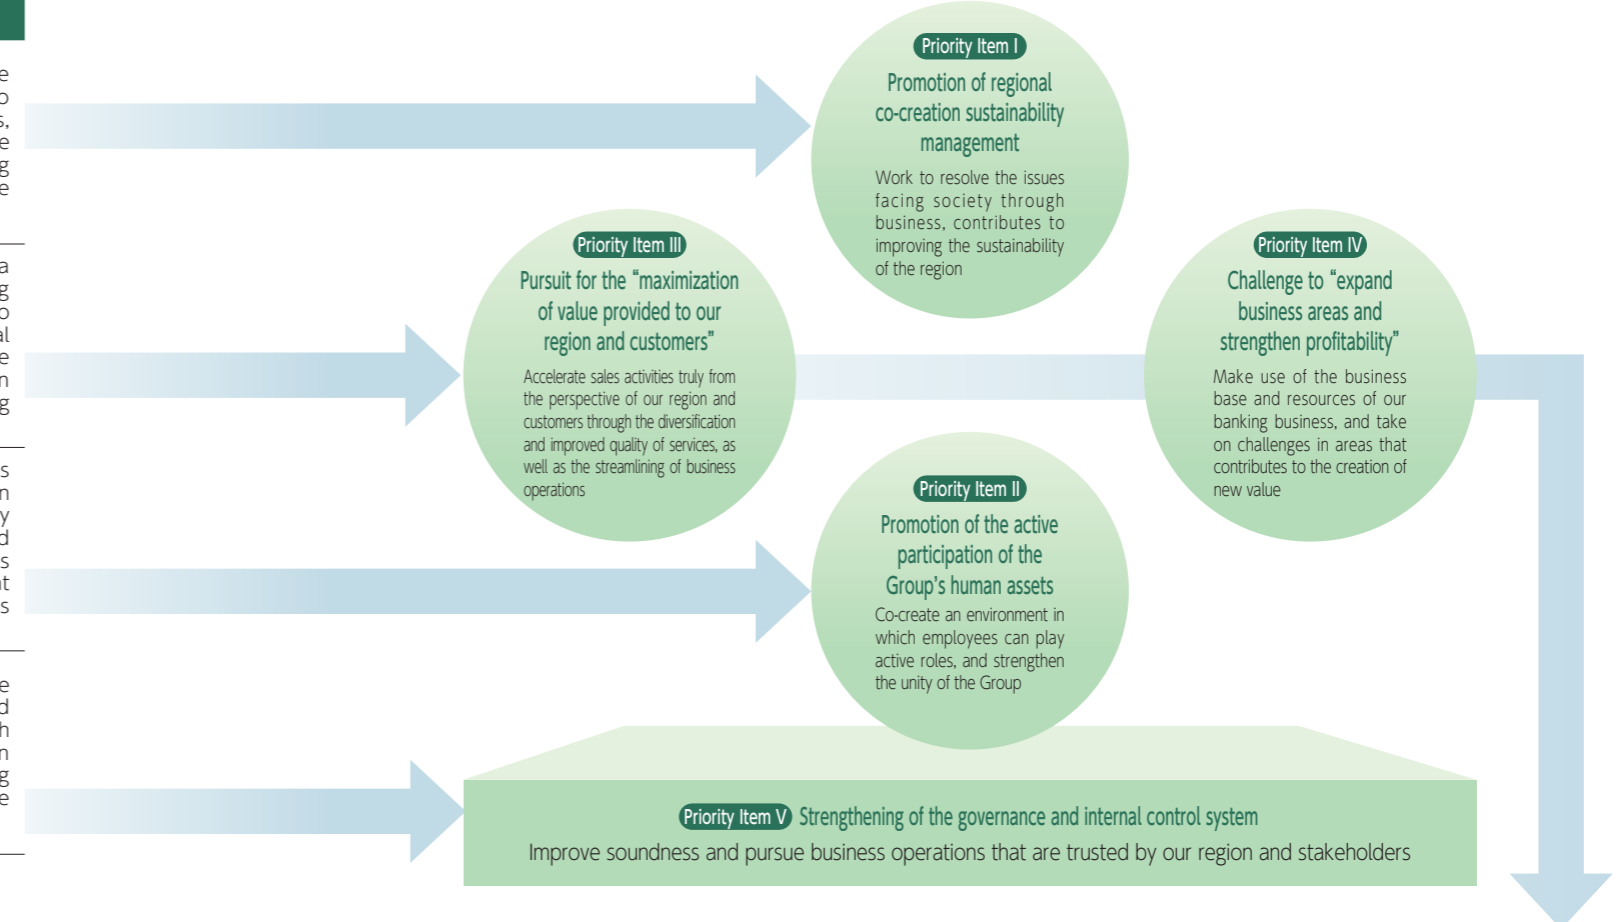 Priority Item I
Promotion of regional
co-creation sustainability
management
Work to resolve the issues
facing society through
business, contributes to
improving the sustainability
of the region
Priority Item III
Pursuit for the “maximization
of value provided to our
region and customers”
Accelerate sales activities truly from
the perspective of our region and
customers through the diversification
and improved quality of services, as
well as the streamlining of business
operations
Priority Item IV
Challenge to “expand
business areas and
strengthen profitability”
Make use of the business
base and resources of our
banking business, and take
on challenges in areas that
contributes to the creation of
new value
Priority Item II
Promotion of the active
participation of the
Group’s human assets
Co-create an environment in
which employees can play
active roles, and strengthen
the unity of the Group
Priority Item V Strengthening of the governance and internal control system
Improve soundness and pursue business operations that are trusted by our region and stakeholders